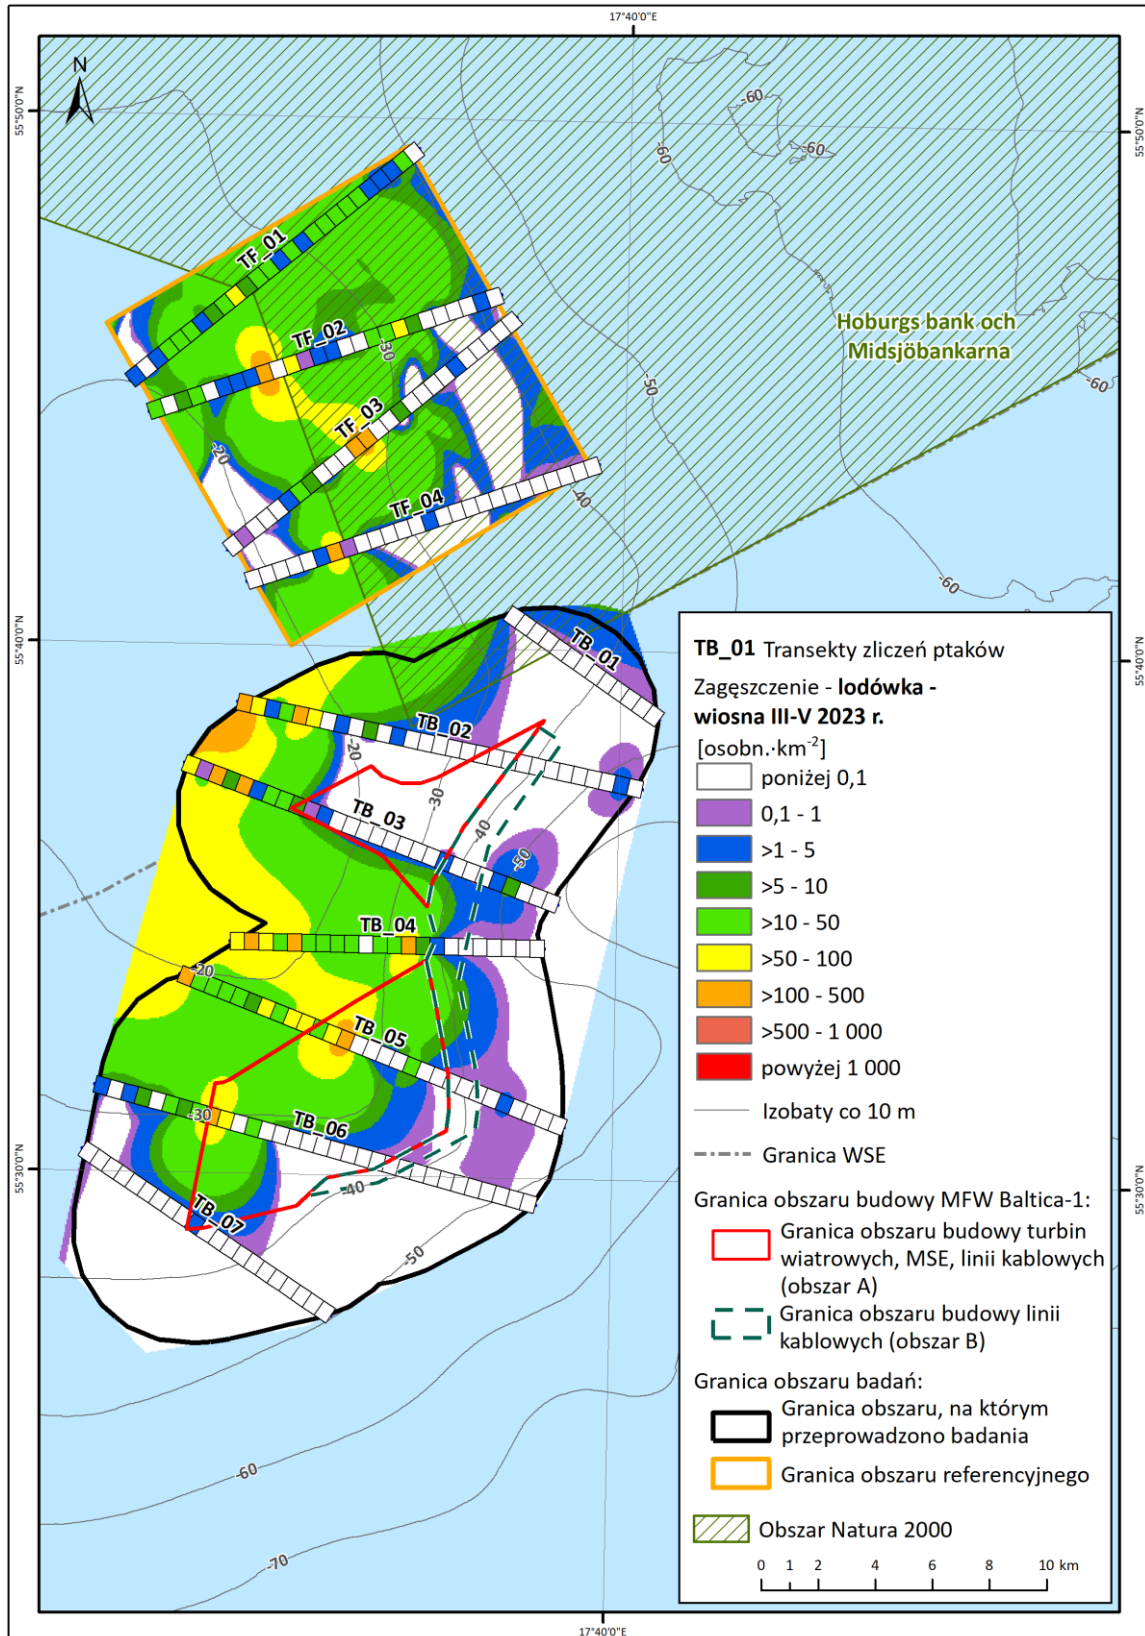 17°40'0"E
N
55°50'0"N
55°50'0"N
-60
-60
-60
TF_01
TF_02
-30
Hoburgs bank och
Midsjöbankarna
-50
-60
TF_03
-20
TF_04
-40
-60
55°40'0"N
55°40'0"N
TB_01
TB_02
-20
-30
TB_03
-40
-50
TB_04
-20
TB_05
-30
TB_06
-40
TB_07
-50
55°30'0"N
55°30'0"N
-60
-70
TB_01 Transekty zliczeń ptaków
Zagęszczenie - lodówka -
wiosna III-V 2023 r.
[osobn.·km-2]
poniżej 0,1
0,1 - 1
>1 - 5
>5 - 10
>10 - 50
>50 - 100
>100 - 500
>500 - 1 000
powyżej 1 000
Izobaty co 10 m
Granica WSE
Granica obszaru budowy MFW Baltica-1:
Granica obszaru budowy turbin
wiatrowych, MSE, linii kablowych
(obszar A)
Granica obszaru budowy linii
kablowych (obszar B)
Granica obszaru badań:
Granica obszaru, na którym
przeprowadzono badania
Granica obszaru referencyjnego
Obszar Natura 2000
0 1 2 4 6 8 10 km
17°40'0"E